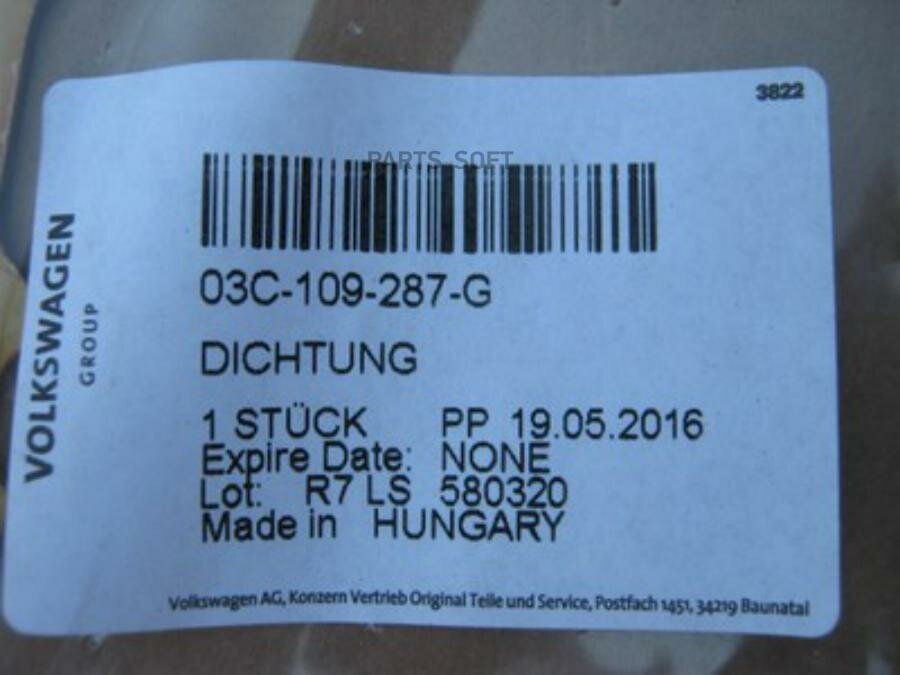 3822
PARTS SOFT
VOLKSWAGEN
GROUP
03C-109-287-G
DICHTUNG
1 STÜCK PP 19.05.2016
Expire Date: NONE
Lot: R7 LS 580320
Made in HUNGARY
Volkswagen AG, Konzern Vertrieb Original Teile und Service, Postfach 1451, 34219 Baunatal